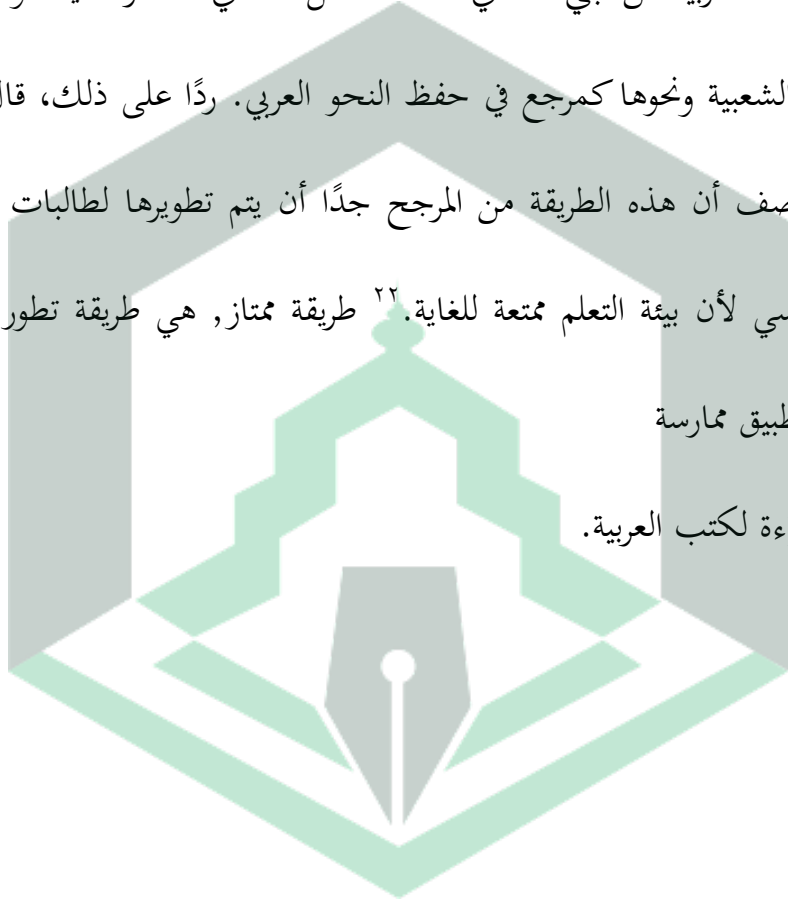 لشعبية ونحوها كمرجع في حفظ النحو العربي. ردًا على ذلك، قال
صف أن هذه الطريقة من المرجح جدًا أن يتم تطويرها لطالبات
سي لأن بيئة التعلم ممتعة للغاية.٢٢ طريقة ممتاز, هي طريقة تطور
طبيق ممارسة
ءة لكتب العربية.